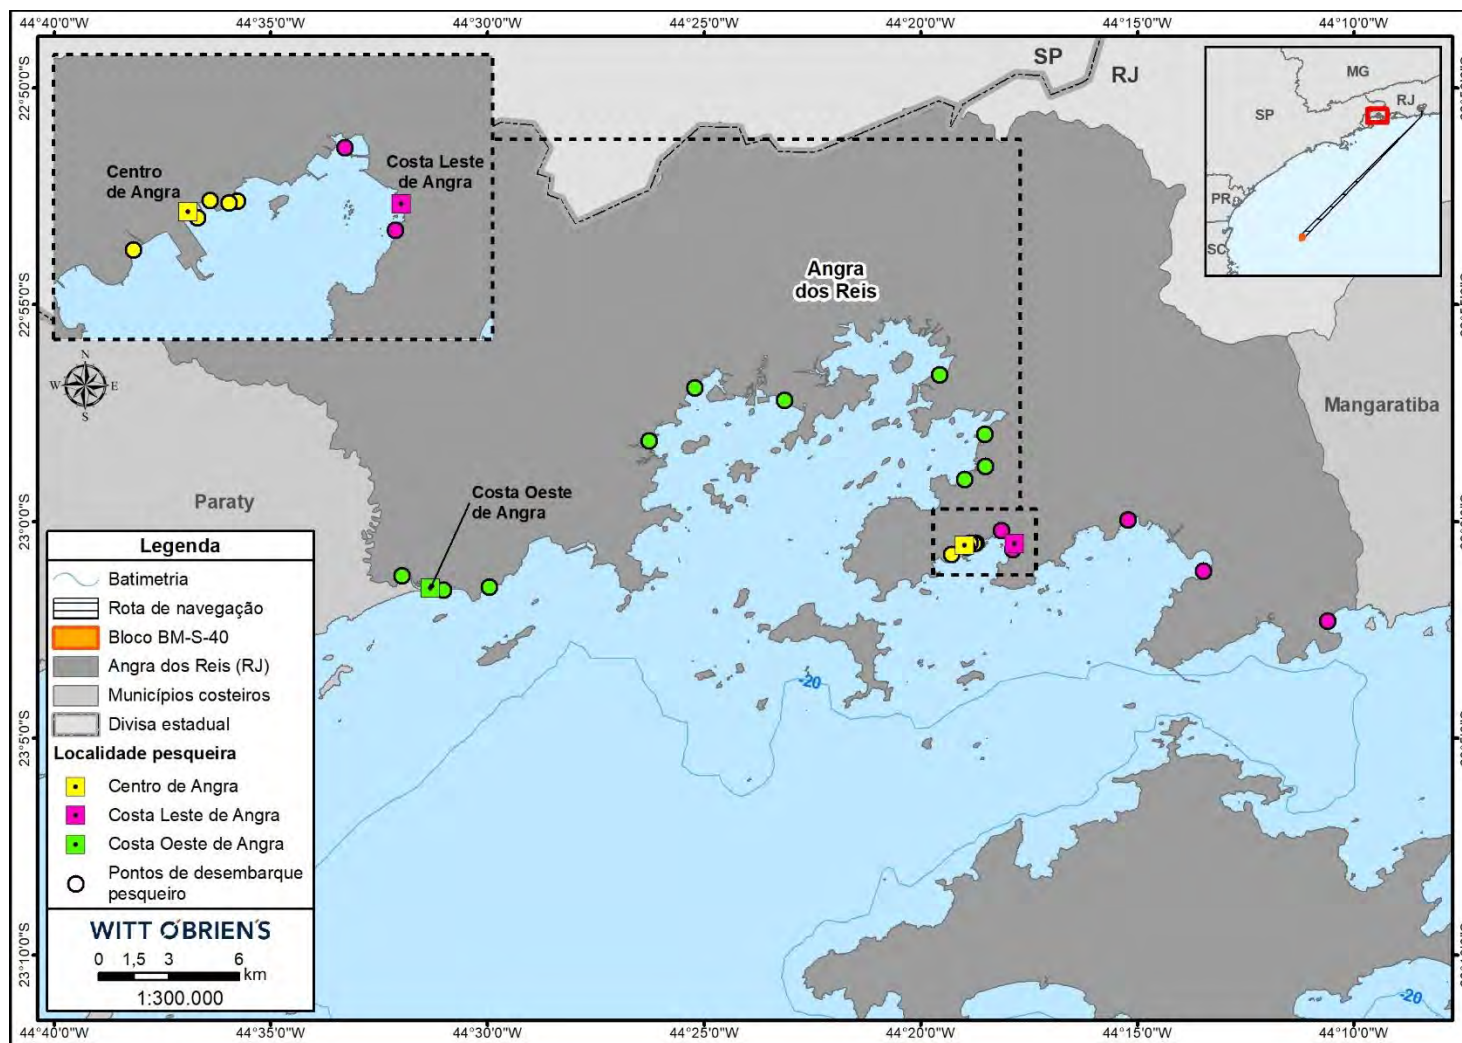 44°40'0"W
44°35'0"W
44°30'0"W
44°25'0"W
44°20'0"W
44°15'0"W
44°10'0"W
22°50'0"S
22°55'0"S
23°0'0"S
23°5'0"S
23°10'0"S
SP
RJ
MG
RJ
SP
PR
SC
Centro
de Angra
Costa Leste
de Angra
Angra
dos Reis
Mangaratiba
Paraty
Costa Oeste
de Angra
N
W
E
S
-20
-20
Legenda
Batimetria
Rota de navegação
Bloco BM-S-40
Angra dos Reis (RJ)
Municípios costeiros
Divisa estadual
Localidade pesqueira
Centro de Angra
Costa Leste de Angra
Costa Oeste de Angra
Pontos de desembarque
pesqueiro
WITT O'BRIEN'S
0 1,5 3 6
km
1:300.000
44°40'0"W
44°35'0"W
44°30'0"W
44°25'0"W
44°20'0"W
44°15'0"W
44°10'0"W